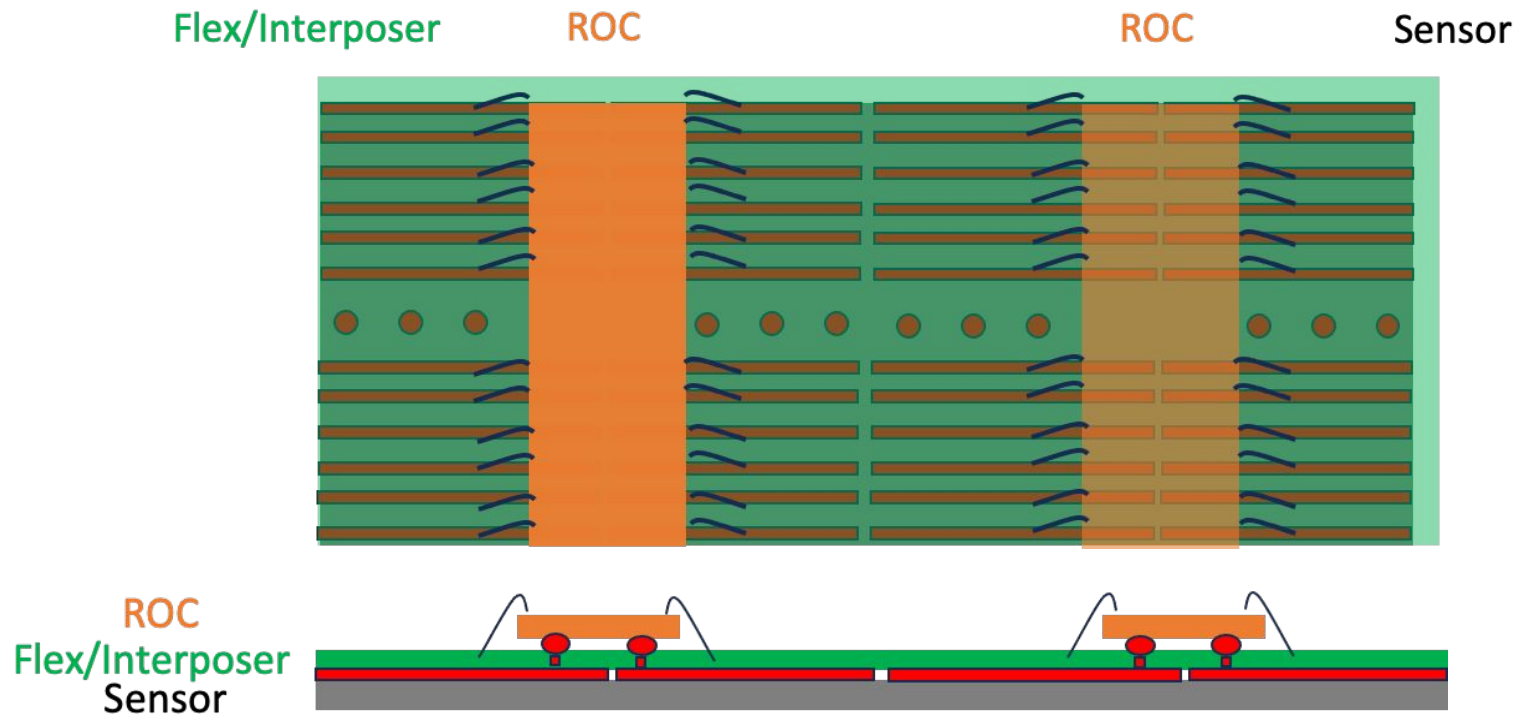 Flex/Interposer ROC ROC Sensor
ROC
Flex/Interposer
Sensor